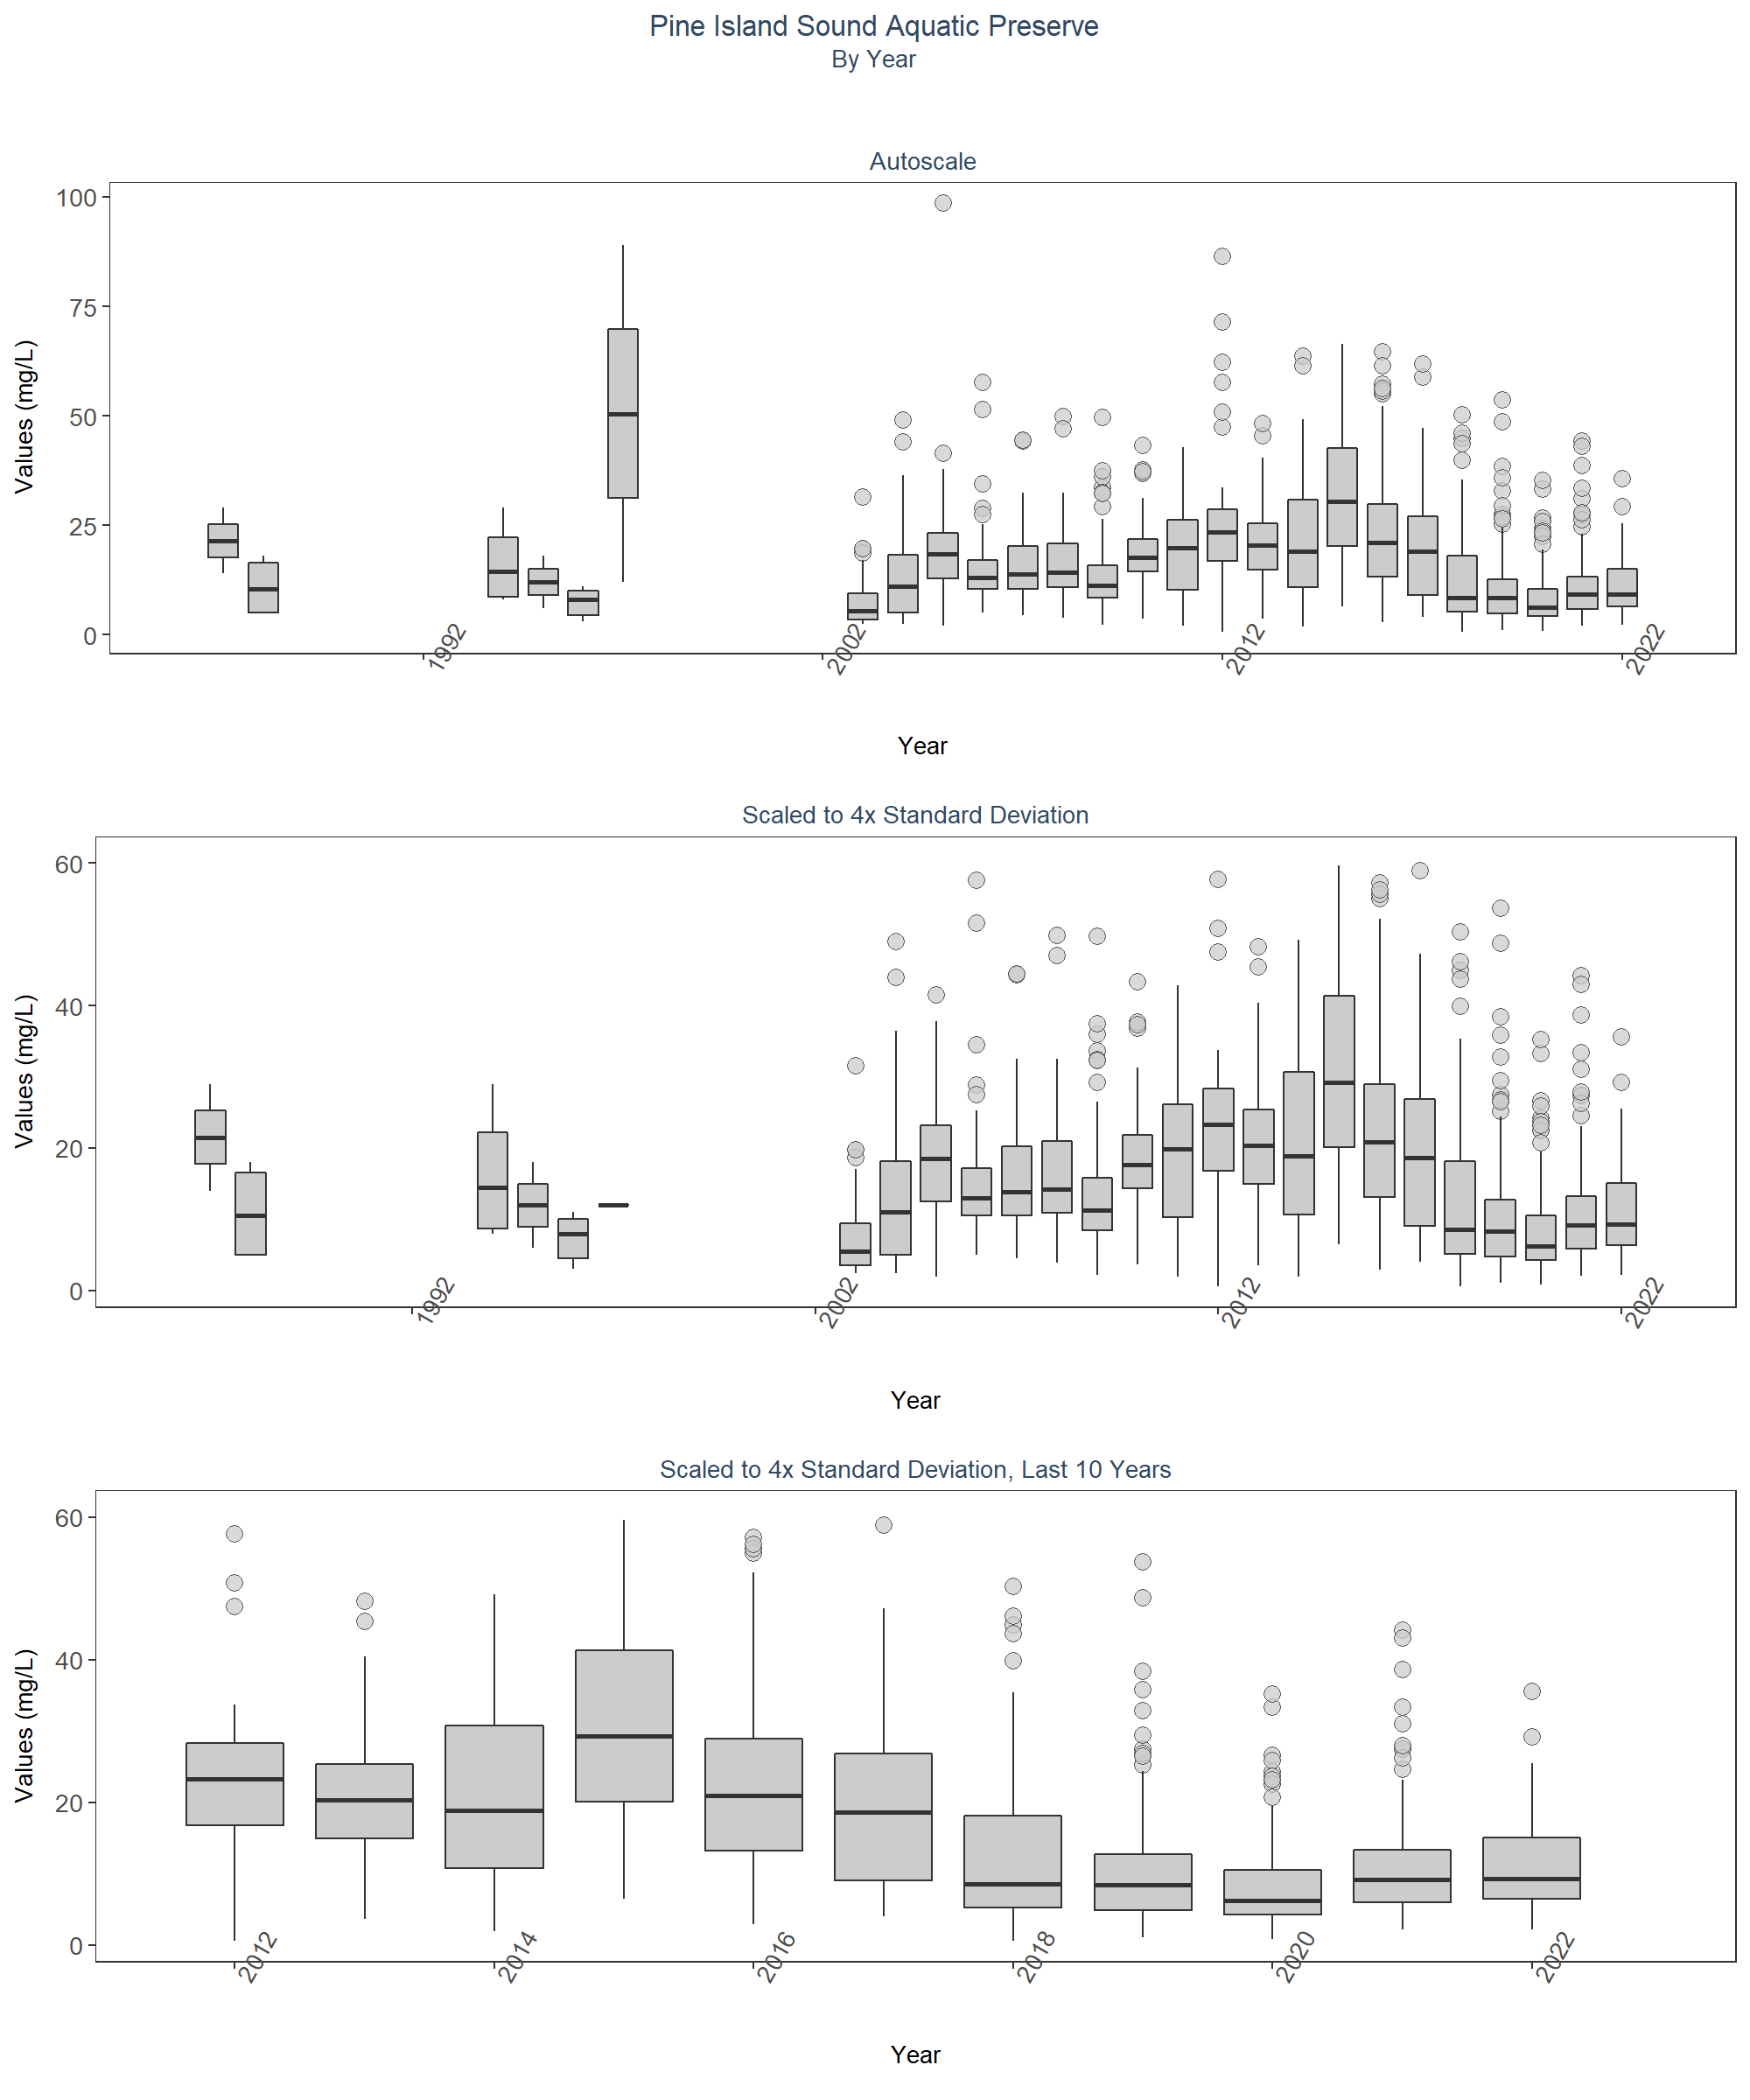 Pine Island Sound Aquatic Preserve
By Year
Autoscale
100
75
50
25
0
Values (mg/L)
1992
2002
2012
2022
Year
Scaled to 4x Standard Deviation
60
40
20
0
Values (mg/L)
1992
2002
2012
2022
Year
Scaled to 4x Standard Deviation, Last 10 Years
60
40
20
0
Values (mg/L)
2012
2014
2016
2018
2020
2022
Year